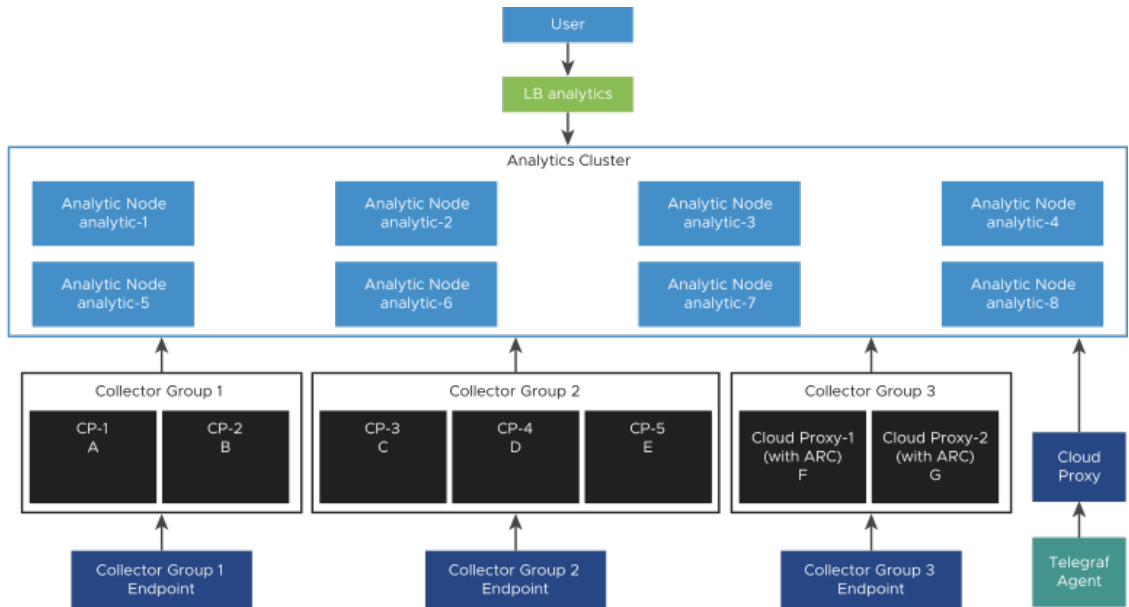 User
LB analytics
Analytics Cluster
Analytic Node
analytic-1
Analytic Node
analytic-2
Analytic Node
analytic-3
Analytic Node
analytic-4
Analytic Node
analytic-5
Analytic Node
analytic-6
Analytic Node
analytic-7
Analytic Node
analytic-8
Collector Group 1
CP-1
A
CP-2
B
Collector Group 2
CP-3
C
CP-4
D
CP-5
E
Collector Group 3
Cloud Proxy-1
(with ARC)
F
Cloud Proxy-2
(with ARC)
G
Cloud
Proxy
Collector Group 1
Endpoint
Collector Group 2
Endpoint
Collector Group 3
Endpoint
Telegraf
Agent